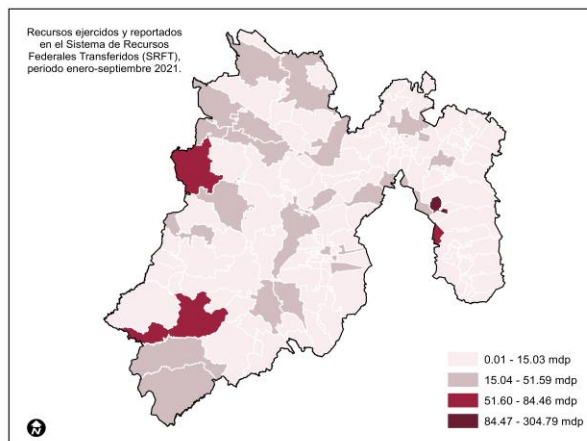 Recursos ejercidos y reportados
en el Sistema de Recursos
Federales Transferidos (SRFT),
periodo enero-septiembre 2021.
0.01 - 15.03 mdp
15.04 - 51.59 mdp
51.60 - 84.46 mdp
84.47 - 304.79 mdp
N